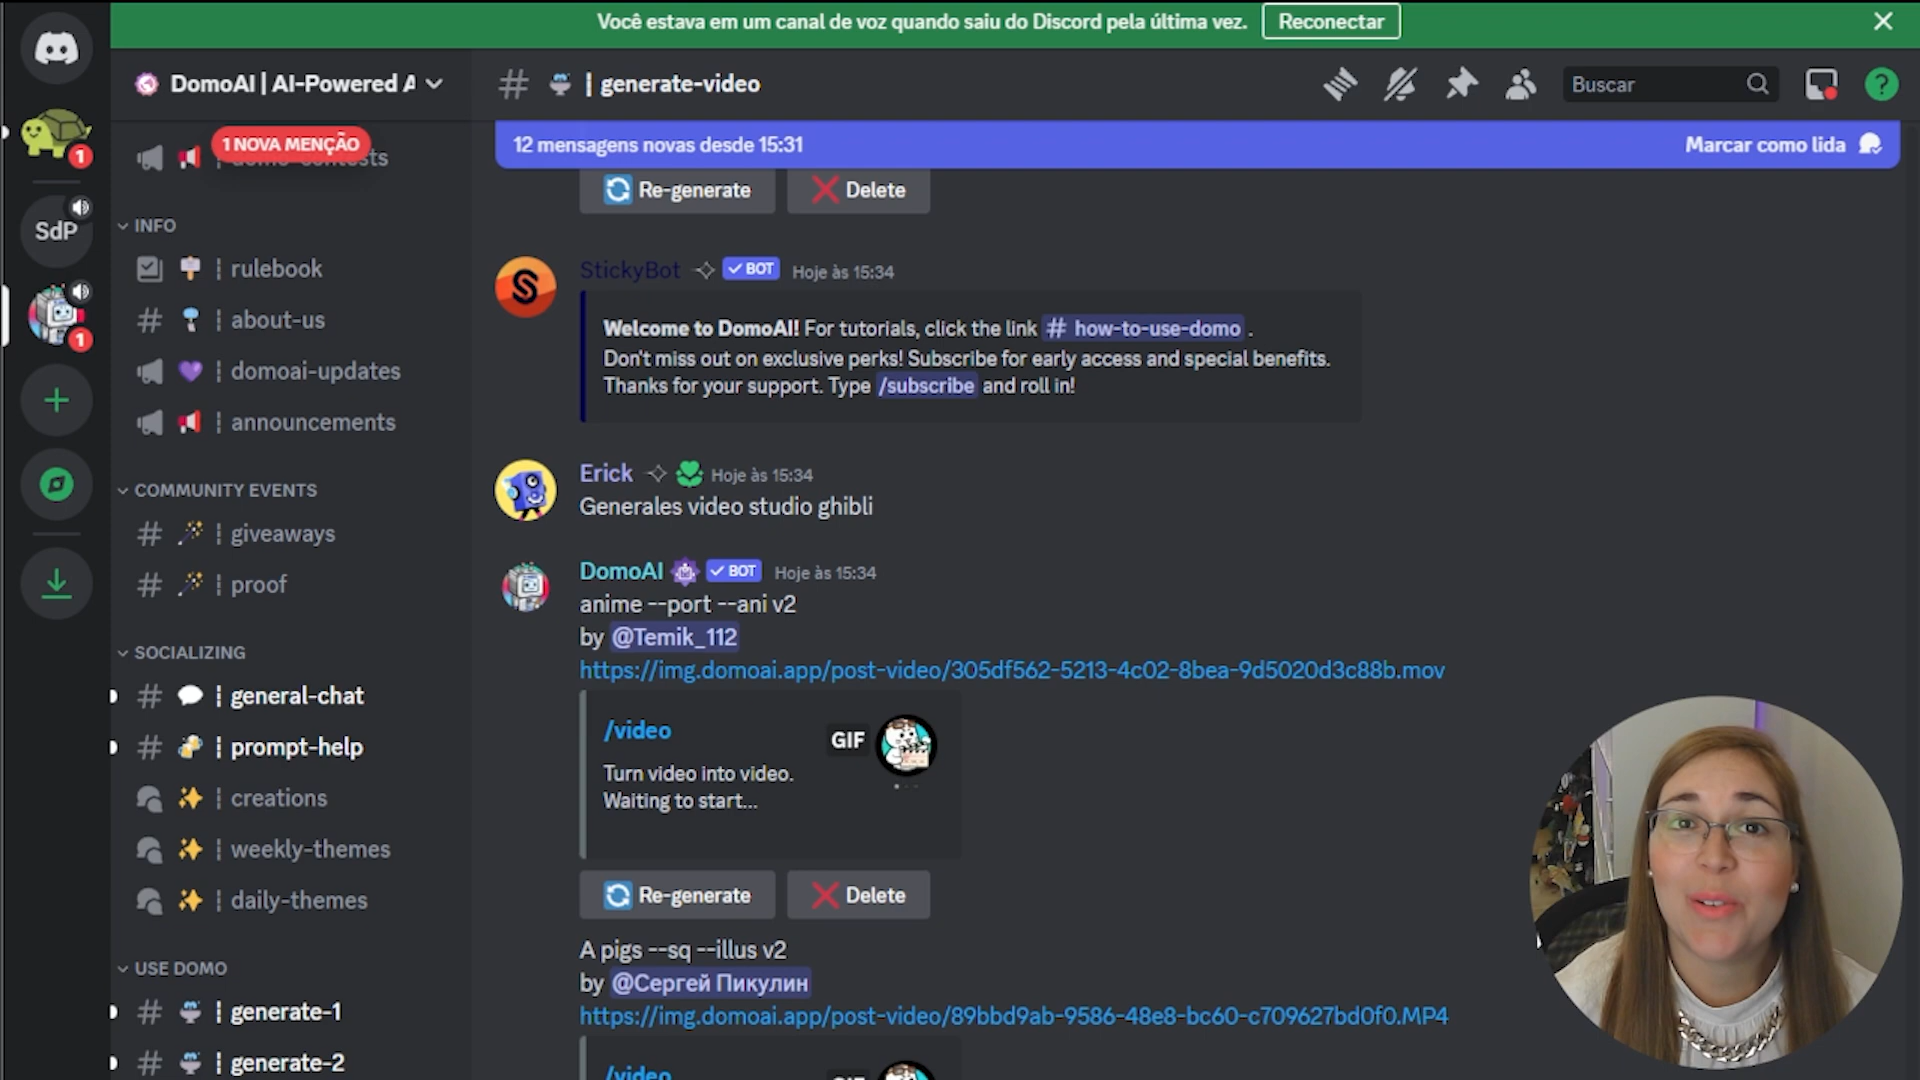 Você estava em um canal de voz quando saiu do Discord pela última vez. Reconectar
DomoAI | AI-Powered A
# | generate-video
Buscar
1
SdP
1
1 NOVA MENÇÃO
INFO
rulebook
about-us
domoai-updates
announcements
COMMUNITY EVENTS
giveaways
proof
SOCIALIZING
general-chat
prompt-help
creations
weekly-themes
daily-themes
USE DOMO
generate-1
generate-2
12 mensagens novas desde 15:31 Marcar como lida
Re-generate Delete
StickyBot BOT Hoje às 15:34
Welcome to DomoAI! For tutorials, click the link # how-to-use-domo .
Don't miss out on exclusive perks! Subscribe for early access and special benefits.
Thanks for your support. Type /subscribe and roll in!
Erick Hoje às 15:34
Generales video studio ghibli
DomoAI BOT Hoje às 15:34
anime --port --ani v2
by @Temik_112
https://img.domoai.app/post-video/305df562-5213-4c02-8bea-9d5020d3c88b.mov
/video
GIF
Turn video into video.
Waiting to start...
Re-generate Delete
A pigs --sq --illus v2
by @Сергей Пикулин
https://img.domoai.app/post-video/89bbd9ab-9586-48e8-bc60-c709627bd0f0.MP4
/video